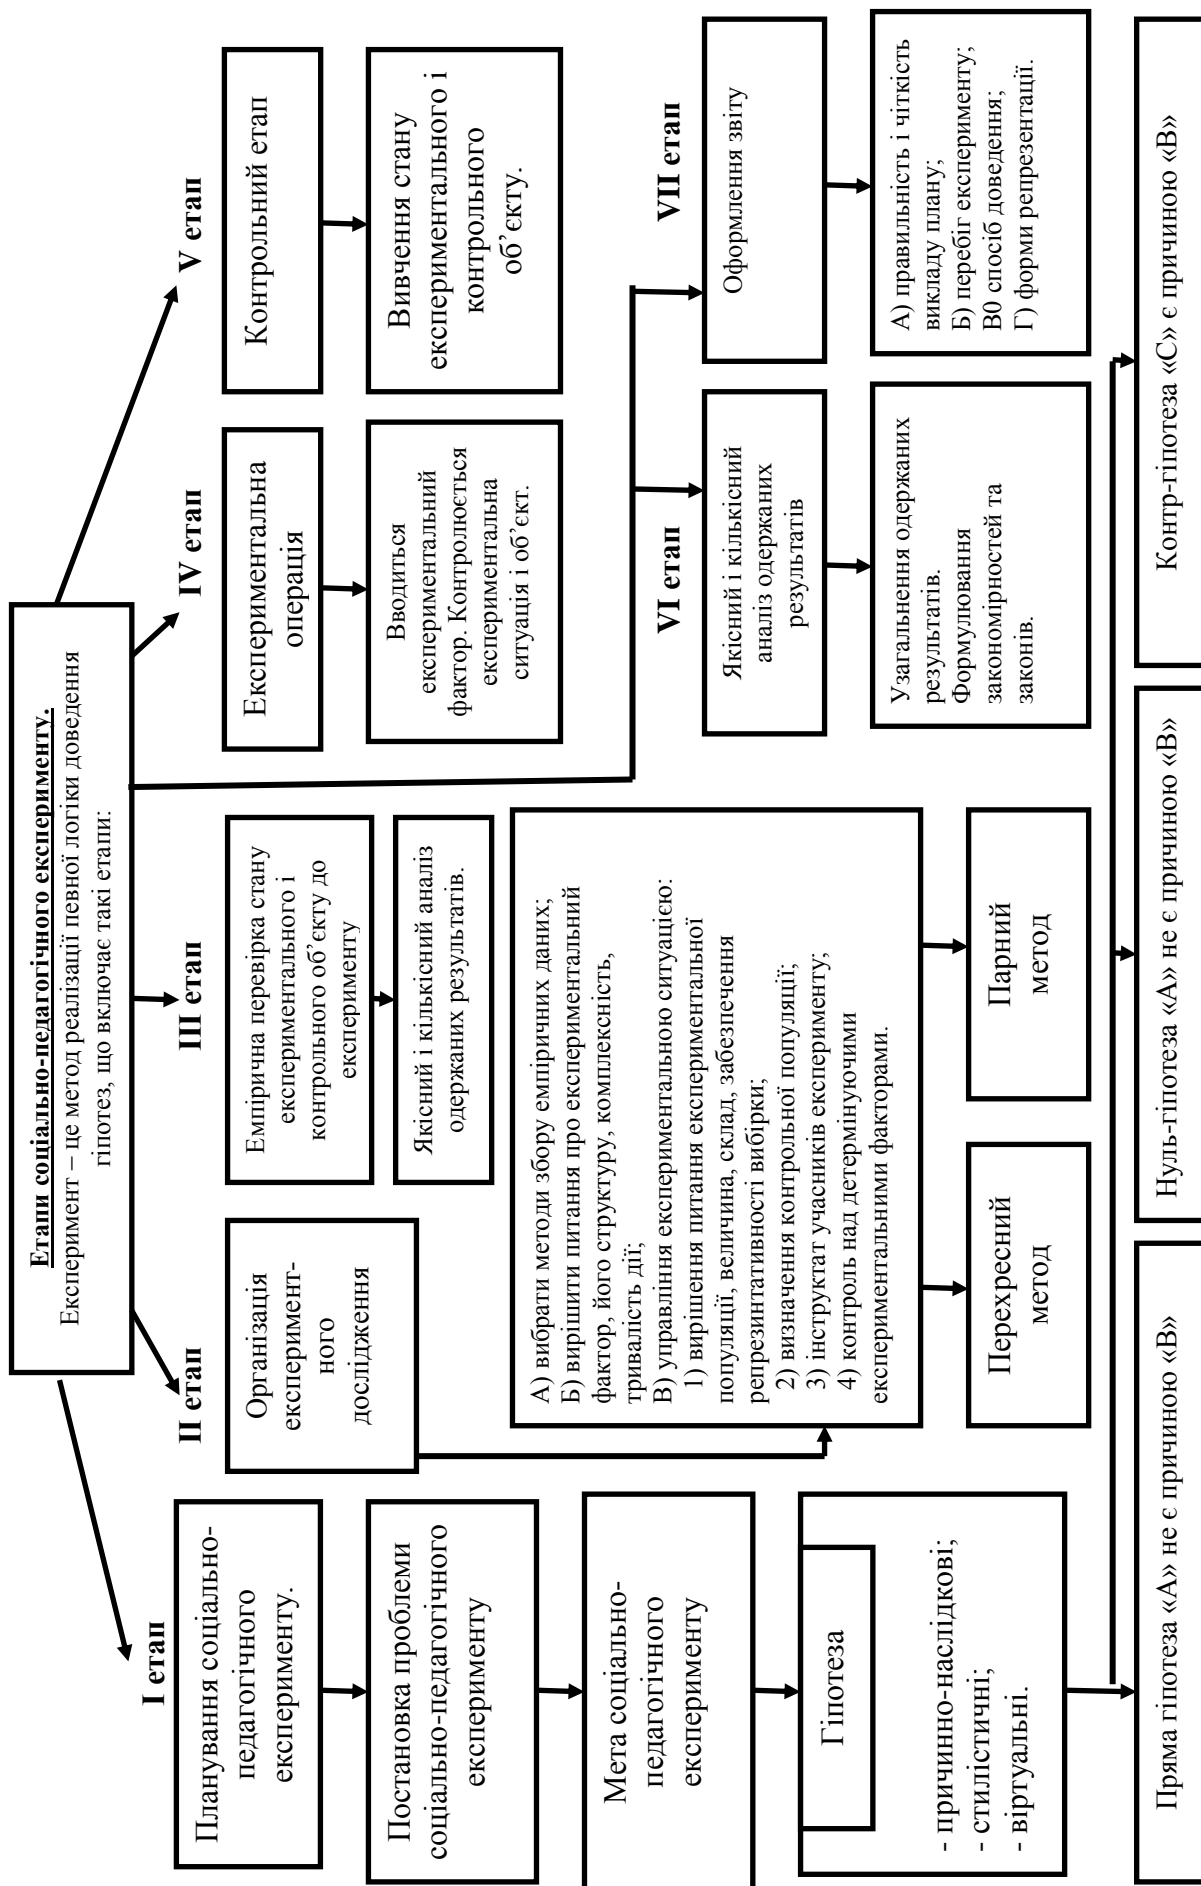 Етапи соціально-педагогічного експерименту.
Експеримент – це метод реалізації певної логіки доведення
гіпотез, що включає такі етапи:
I етап
Планування соціально-
педагогічного
експерименту.
Постановка проблеми
соціально-педагогічного
експерименту
Мета соціально-
педагогічного
експерименту
Гіпотеза
- причинно-наслідкові;
- стилістичні;
- віртуальні.
II етап
Організація
експеримент-
ного
дослідження
А) вибрати методи збору емпіричних даних;
Б) вирішити питання про експериментальний
фактор, його структуру, комплексність,
тривалість дії;
В) управління експериментальною ситуацією:
1) вирішення питання експериментальної
популяції, величина, склад, забезпечення
репрезинтативності вибірки;
2) визначення контрольної популяції;
3) інструктат учасників експерименту;
4) контроль над детермінуючими
експериментальними факторами.
Перехресний
метод
Парний
метод
III етап
Емпірична перевірка стану
експериментального і
контрольного об’єкту до
експерименту
Якісний і кількісний аналіз
одержаних результатів.
IV етап
Експериментальна
операція
Вводиться
експериментальний
фактор. Контролюється
експериментальна
ситуація і об’єкт.
V етап
Контрольний етап
Вивчення стану
експериментального і
контрольного
об’єкту.
VI етап
Якісний і кількісний
аналіз одержаних
результатів
Узагальнення одержаних
результатів.
Формулювання
закономірностей та
законів.
VII етап
Оформлення звіту
А) правильність і чіткість
викладу плану;
Б) перебіг експерименту;
В0 спосіб доведення;
Г) форми репрезентації.
Пряма гіпотеза «А» не є причиною «В»
Нуль-гіпотеза «А» не є причиною «В»
Контр-гіпотеза «С» є причиною «В»